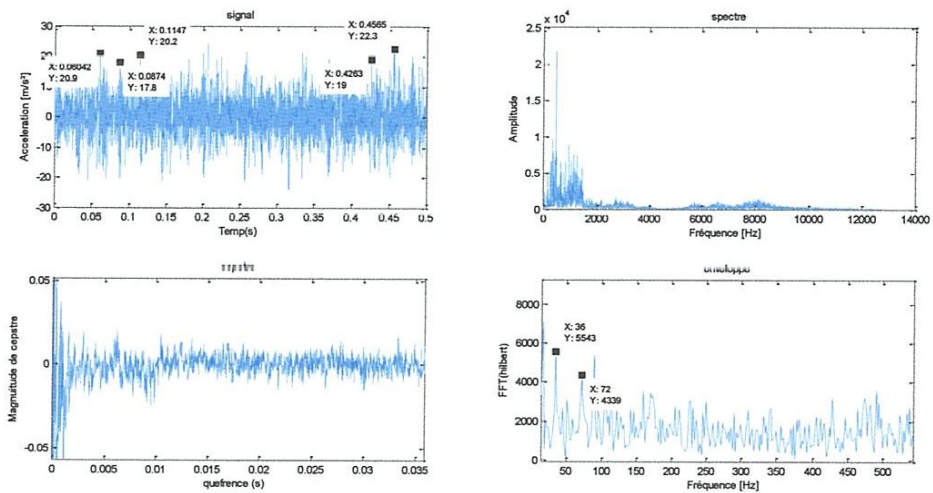 signal
30
20
10
0
-10
-20
-30
Acceleration [m/s²]
X: 0.06042
Y: 20.9
X: 0.0874
Y: 17.8
X: 0.1147
Y: 20.2
X: 0.4263
Y: 19
X: 0.4565
Y: 22.3
0 0.05 0.1 0.15 0.2 0.25 0.3 0.35 0.4 0.45 0.5
Temp(s)
spectre
x 10⁴
2.5
2
1.5
1
0.5
0
Amplitude
0 2000 4000 6000 8000 10000 12000 14000
Fréquence [Hz]
0.05
0
-0.05
Magnuitude de cepstre
0 0.005 0.01 0.015 0.02 0.025 0.03 0.035
quefrence (s)
8000
6000
4000
2000
0
FFT(hilbert)
X: 36
Y: 5543
X: 72
Y: 4339
50 100 150 200 250 300 350 400 450 500
Fréquence [Hz]